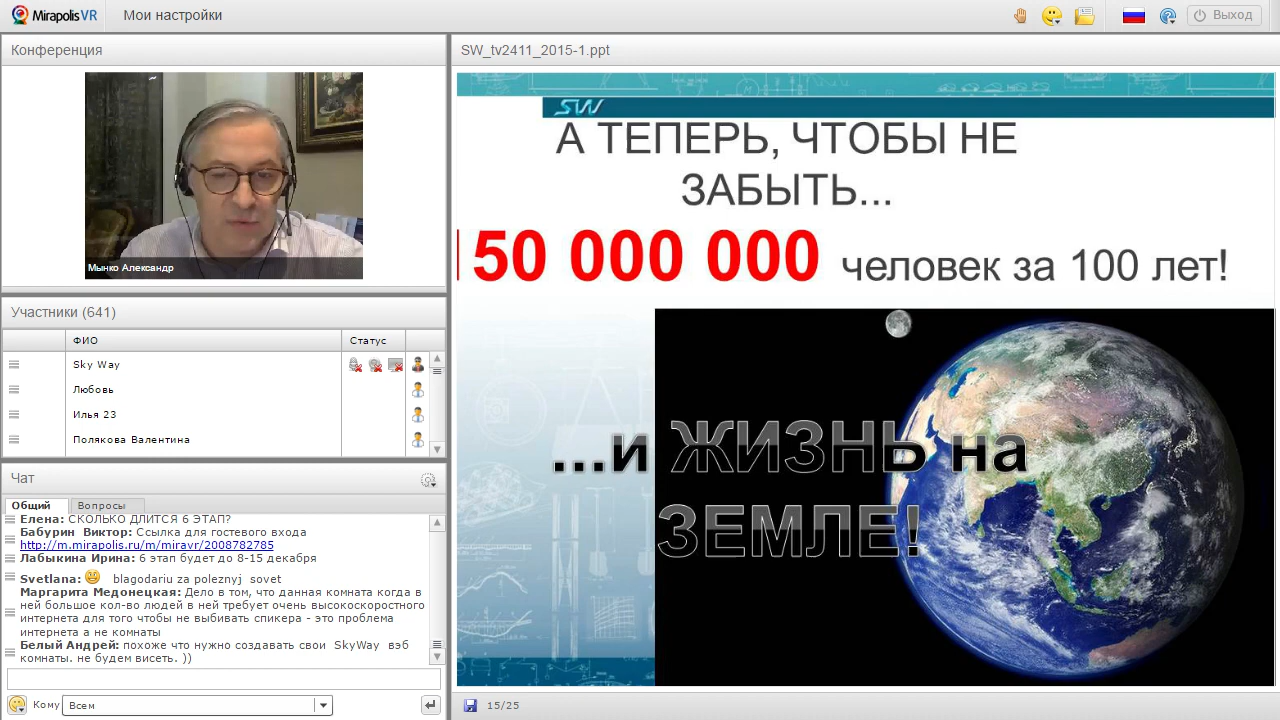 Mirapolis VR
Мои настройки
Выход
Конференция
Мынко Александр
Участники (641)
ФИО
Статус
Sky Way
Любовь
Илья 23
Полякова Валентина
Чат
Общий
Вопросы
Елена: СКОЛЬКО ДЛИТСЯ 6 ЭТАП?
Бабурин Виктор: Ссылка для гостевого входа
http://m.mirapolis.ru/m/miravr/2008782785
Лабыкина Ирина: 6 этап будет до 8-15 декабря
Svetlana: blagodariu za poleznyj sovet
Маргарита Медонецкая: Дело в том, что данная комната когда в
ней большое кол-во людей в ней требует очень высокоскоростного
интернета для того чтобы не выбивать спикера - это проблема
интернета а не комнаты
Белый Андрей: похоже что нужно создавать свои SkyWay вэб
комнаты. не будем висеть. ))
Кому
Всем
SW_tv2411_2015-1.ppt
SW
А ТЕПЕРЬ, ЧТОБЫ НЕ
ЗАБЫТЬ...
50 000 000 человек за 100 лет!
...и ЖИЗНЬ на
ЗЕМЛЕ!
15/25